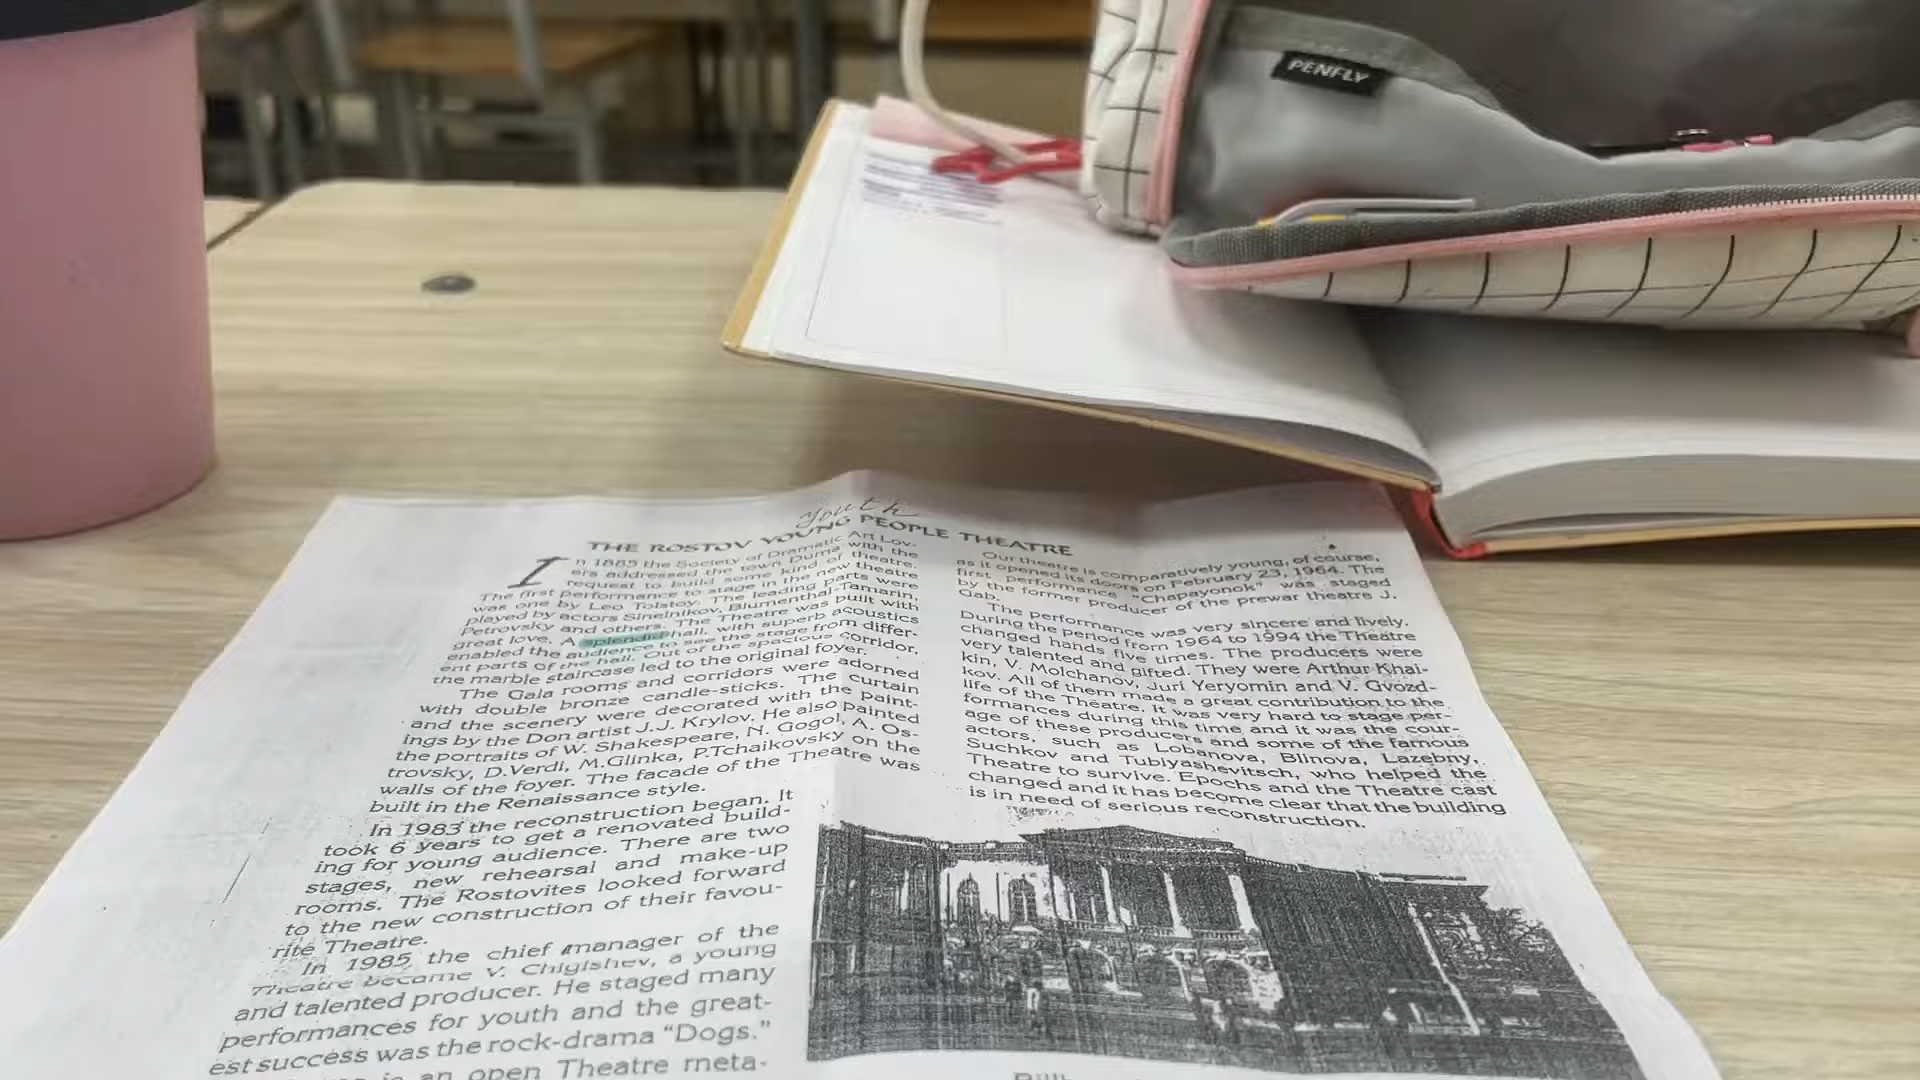 PENFLY
youth
THE ROSTOV YOUNG PEOPLE THEATRE
In 1885 the Society of Dramatic Art Lov-
ers addressed the town Duma with the
request to build some kind of theatre.
The first performance to stage in the new theatre
was one by Leo Tolstoy. The leading parts were
played by actors Sinelnikov, Blumenthal-Tamarin,
Petrovsky and others. The Theatre was built with
great love. A splendid hall, with superb acoustics
enabled the audience to see the stage from differ-
ent parts of the hall. Out of the spacious corridor,
the marble staircase led to the original foyer.
The Gala rooms and corridors were adorned
with double bronze candle-sticks. The curtain
and the scenery were decorated with the paint-
ings by the Don artist J.J. Krylov. He also painted
the portraits of W. Shakespeare, N. Gogol, A. Os-
trovsky, D.Verdi, M.Glinka, P.Tchaikovsky on the
walls of the foyer. The facade of the Theatre was
built in the Renaissance style.
In 1983 the reconstruction began. It
took 6 years to get a renovated build-
ing for young audience. There are two
stages, new rehearsal and make-up
rooms. The Rostovites looked forward
to the new construction of their favou-
rite Theatre.
In 1985 the chief manager of the
Theatre became V. Chigishev, a young
and talented producer. He staged many
performances for youth and the great-
est success was the rock-drama "Dogs."
is an open Theatre meta-
Our theatre is comparatively young, of course,
as it opened its doors on February 23, 1964. The
first performance "Chapayonok" was staged
by the former producer of the prewar theatre J.
Gab.
The performance was very sincere and lively.
During the period from 1964 to 1994 the Theatre
changed hands five times. The producers were
very talented and gifted. They were Arthur Khai-
kin, V. Molchanov, Juri Yeryomin and V. Gvozd-
kov. All of them made a great contribution to the
life of the Theatre. It was very hard to stage per-
formances during this time and it was the cour-
age of these producers and some of the famous
actors, such as Lobanova, Blinova, Lazebny,
Suchkov and Tubiyashevitsch, who helped the
Theatre to survive. Epochs and the Theatre cast
changed and it has become clear that the building
is in need of serious reconstruction.